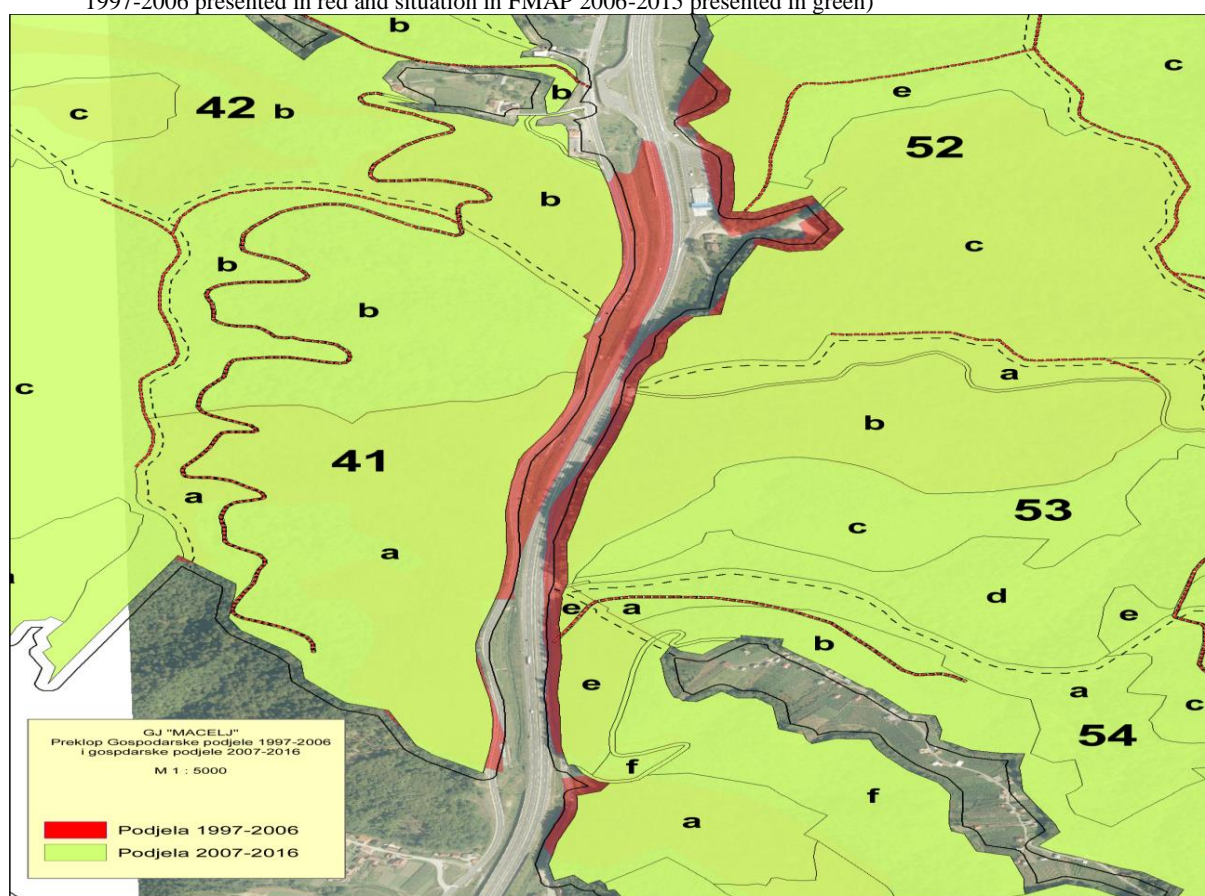 1997-2006 presented in red and situation in FMAP 2006-2015 presented in green)
b
c
c
42
b
b
e
52
b
c
b
b
c
a
b
41
53
a
c
a
d
e
a
e
b
e
a
c
54
f
f
a
GJ "MACELJ"
Preklop Gospodarske podjele 1997-2006
i gospdarske podjele 2007-2016
M 1 : 5000
Podjela 1997-2006
Podjela 2007-2016